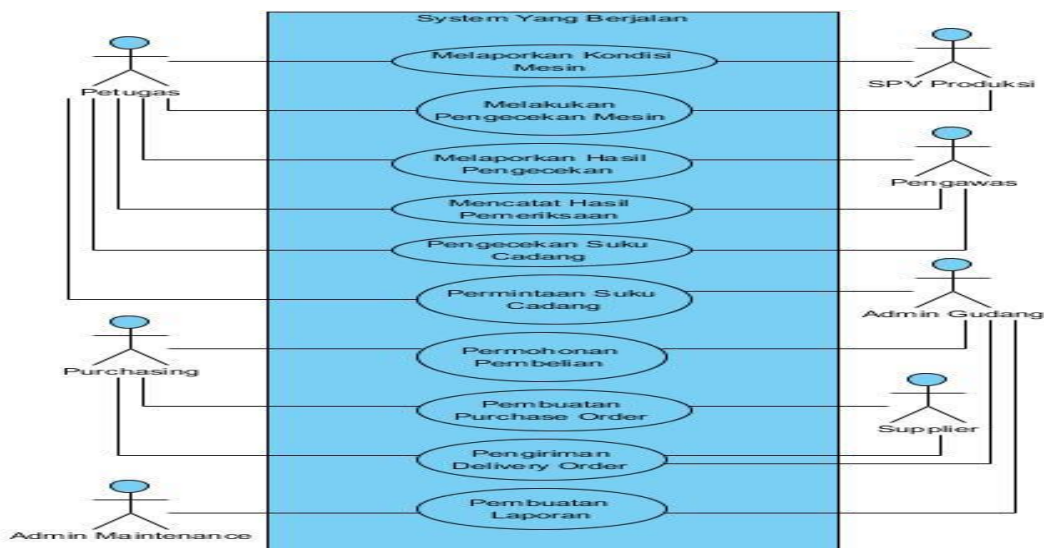 System Yang Berjalan
Melaporkan Kondisi
Mesin
Petugas
SPV Produksi
Melakukan
Pengecekan Mesin
Melaporkan Hasil
Pengecekan
Pengawas
Mencatat Hasil
Pemeriksaan
Pengecekan Suku
Cadang
Permintaan Suku
Cadang
Admin Gudang
Permohonan
Pembelian
Purchasing
Pembuatan
Purchase Order
Supplier
Pengiriman
Delivery Order
Pembuatan
Laporan
Admin Maintenance